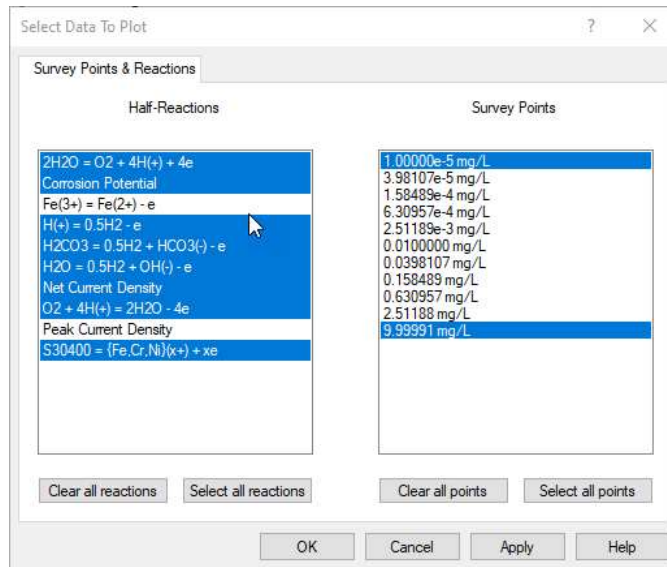 Select Data To Plot
?
Survey Points & Reactions
Half-Reactions
2H2O = O2 + 4H(+) + 4e
Corrosion Potential
Fe(3+) = Fe(2+) - e
H(+) = 0.5H2 - e
H2CO3 = 0.5H2 + HCO3(-) - e
H2O = 0.5H2 + OH(-) - e
Net Current Density
O2 + 4H(+) = 2H2O - 4e
Peak Current Density
S30400 = {Fe,Cr,Ni}(x+) + xe
Clear all reactions
Select all reactions
Survey Points
1.00000e-5 mg/L
3.98107e-5 mg/L
1.58489e-4 mg/L
6.30957e-4 mg/L
2.51189e-3 mg/L
0.0100000 mg/L
0.0398107 mg/L
0.158489 mg/L
0.630957 mg/L
2.51188 mg/L
9.99991 mg/L
Clear all points
Select all points
OK
Cancel
Apply
Help